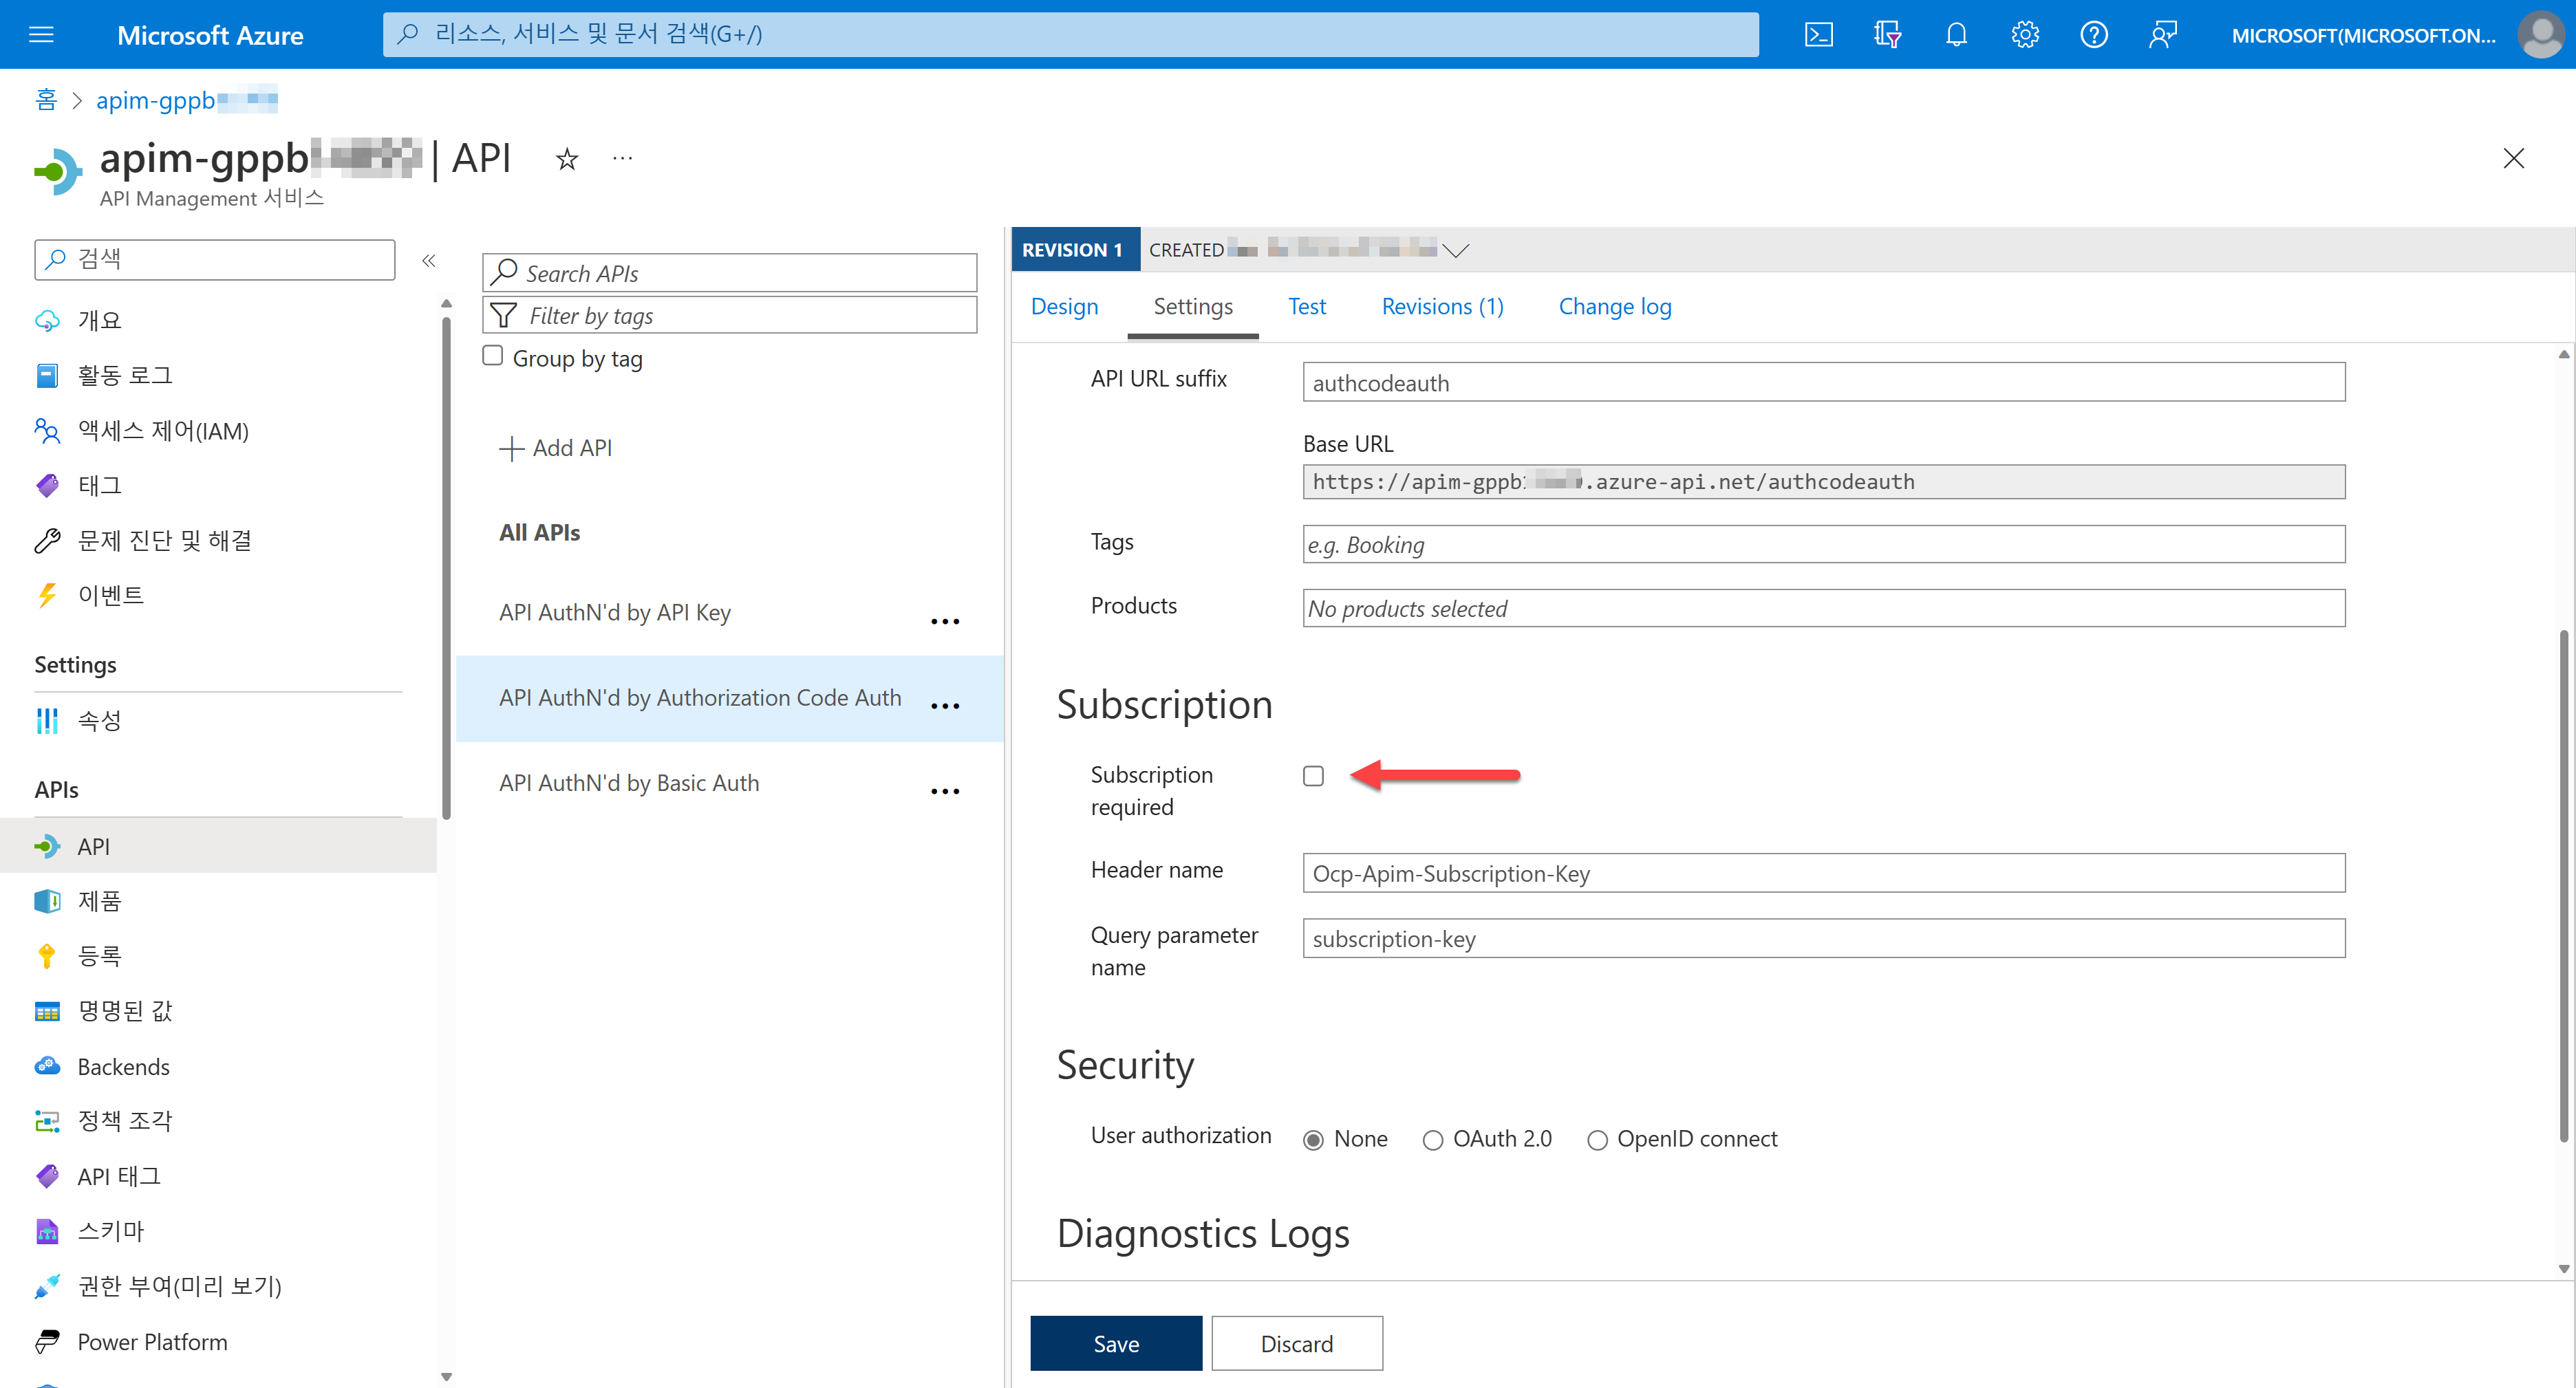 Microsoft Azure
리소스, 서비스 및 문서 검색(G+/)
MICROSOFT(MICROSOFT.ON...
홈 > apim-gppb
apim-gppb | API
API Management 서비스
검색
개요
활동 로그
액세스 제어(IAM)
태그
문제 진단 및 해결
이벤트
Settings
속성
APIs
API
제품
등록
명명된 값
Backends
정책 조각
API 태그
스키마
권한 부여(미리 보기)
Power Platform
Search APIs
Filter by tags
Group by tag
Add API
All APIs
API AuthN'd by API Key
API AuthN'd by Authorization Code Auth
API AuthN'd by Basic Auth
REVISION 1 CREATED
Design Settings Test Revisions (1) Change log
API URL suffix authcodeauth
Base URL
https://apim-gppb .azure-api.net/authcodeauth
Tags e.g. Booking
Products No products selected
Subscription
Subscription
required
Header name Ocp-Apim-Subscription-Key
Query parameter subscription-key
name
Security
User authorization None OAuth 2.0 OpenID connect
Diagnostics Logs
Save Discard